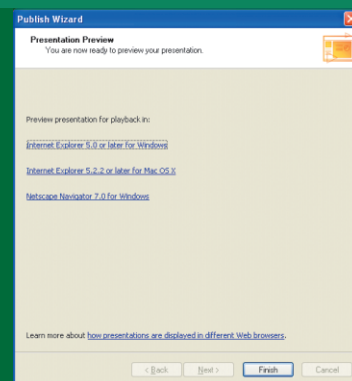 Publish Wizard
Presentation Preview
You are now ready to preview your presentation.
Preview presentation for playback in:
Internet Explorer 5.0 or later for Windows
Internet Explorer 5.2.2 or later for Mac OS X
Netscape Navigator 7.0 for Windows
Learn more about how presentations are displayed in different Web browsers.
< Back Next > Finish Cancel